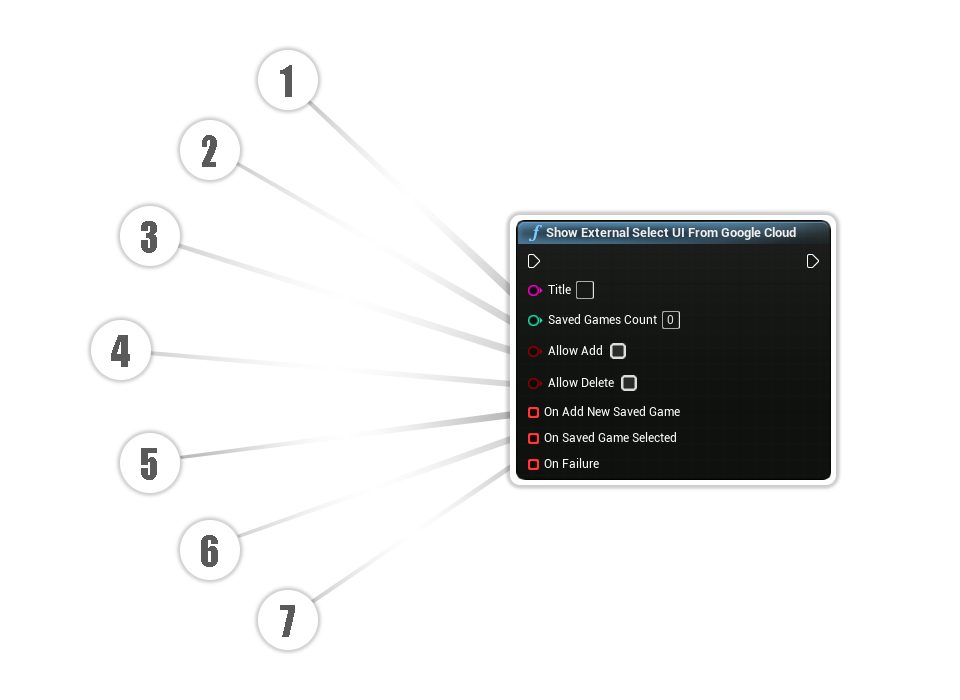 1
2
3
4
5
6
7
f Show External Select UI From Google Cloud
Title
Saved Games Count 0
Allow Add
Allow Delete
On Add New Saved Game
On Saved Game Selected
On Failure